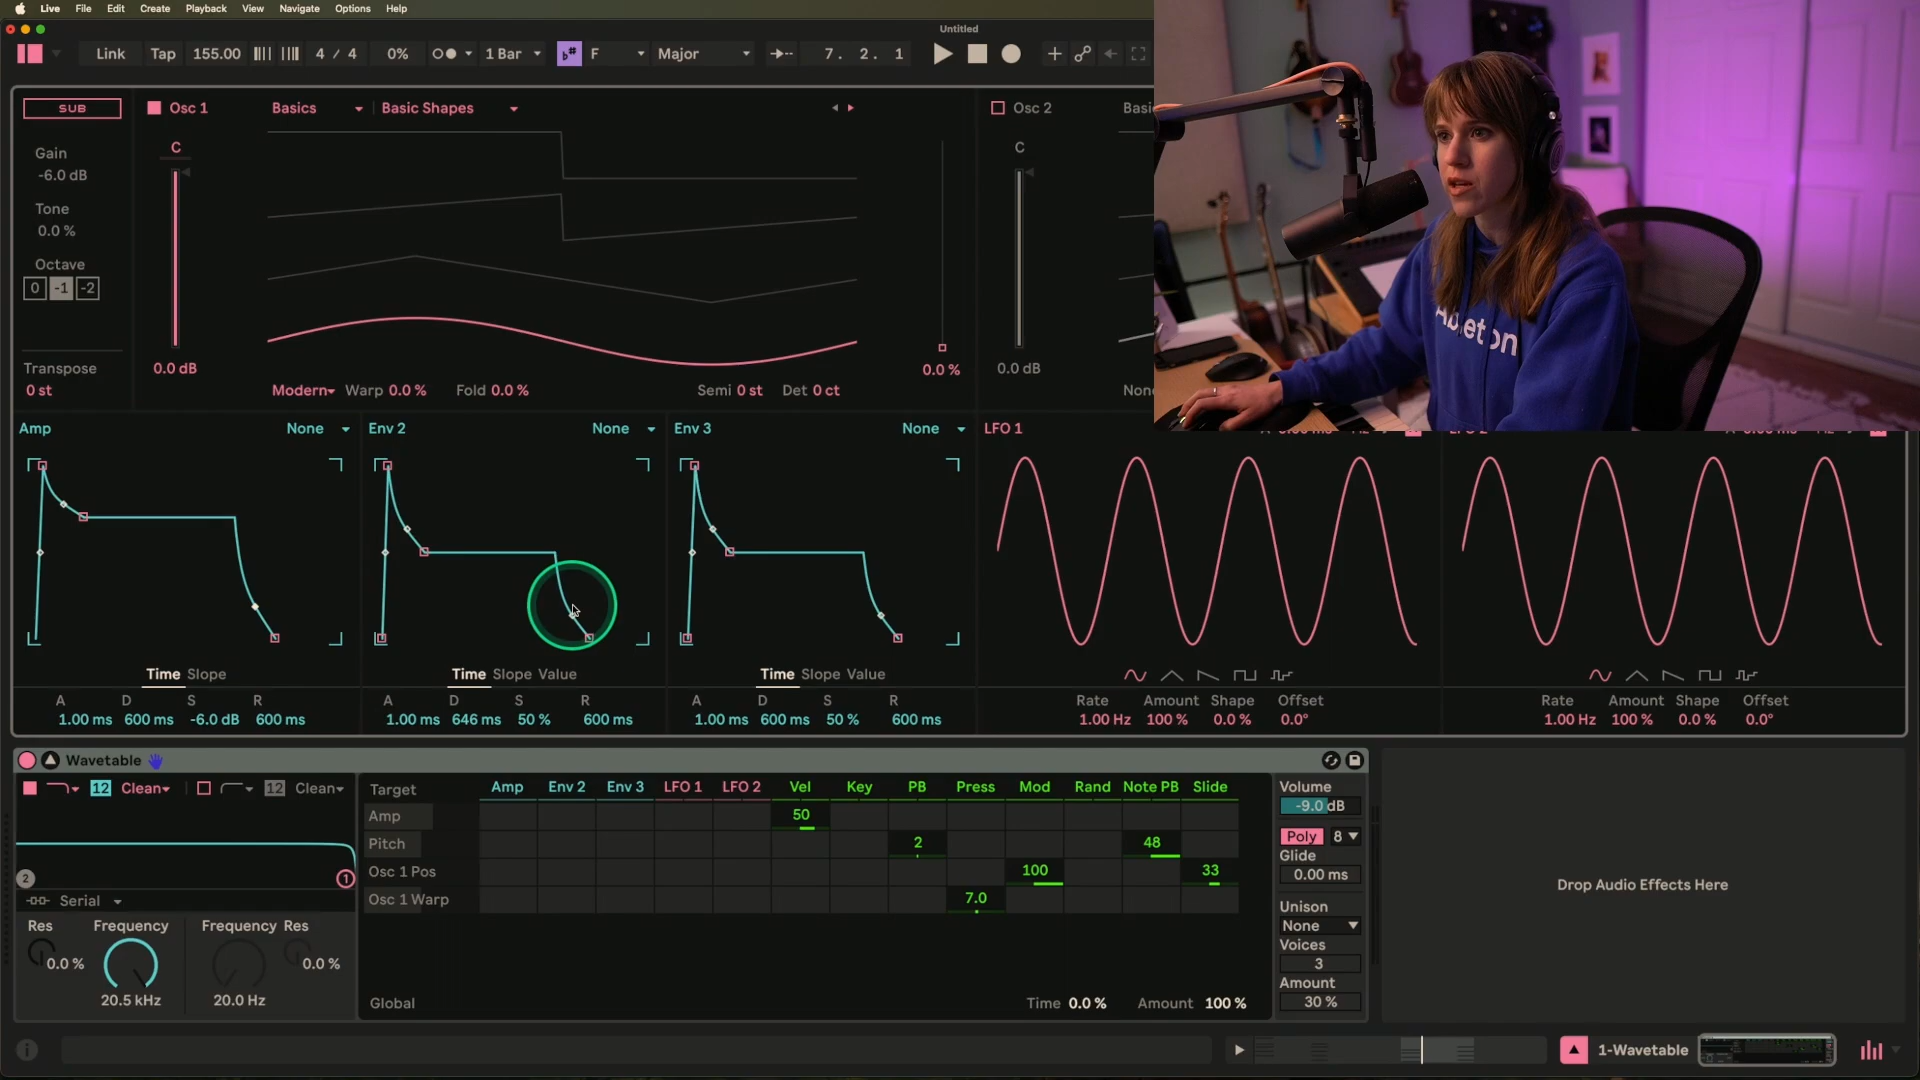 Live File Edit Create Playback View Navigate Options Help
Untitled
Link Tap 155.00 4 / 4 0% 1 Bar F Major 7. 2. 1
SUB Osc 1 Basics Basic Shapes Osc 2
Gain
-6.0 dB
Tone
0.0 %
Octave
0 -1 -2
Transpose
0 st
C
0.0 dB
Modern Warp 0.0 % Fold 0.0 % Semi 0 st Det 0 ct
0.0 %
C
0.0 dB
Ableton
Amp None Env 2 None Env 3 None LFO 1
Time Slope Time Slope Value Time Slope Value
A D S R A D S R A D S R Rate Amount Shape Offset Rate Amount Shape Offset
1.00 ms 600 ms -6.0 dB 600 ms 1.00 ms 646 ms 50 % 600 ms 1.00 ms 600 ms 50 % 600 ms 1.00 Hz 100 % 0.0 % 0.0° 1.00 Hz 100 % 0.0 % 0.0°
Wavetable
12 Clean 12 Clean
2 1
Serial
Res Frequency Frequency Res
0.0 % 0.0 %
20.5 kHz 20.0 Hz
Target Amp Env 2 Env 3 LFO 1 LFO 2 Vel Key PB Press Mod Rand Note PB Slide
Amp 50
Pitch 2 48
Osc 1 Pos 100 33
Osc 1 Warp 7.0
Global Time 0.0 % Amount 100 %
Volume
-9.0 dB
Poly 8
Glide
0.00 ms
Unison
None
Voices
3
Amount
30 %
Drop Audio Effects Here
1-Wavetable